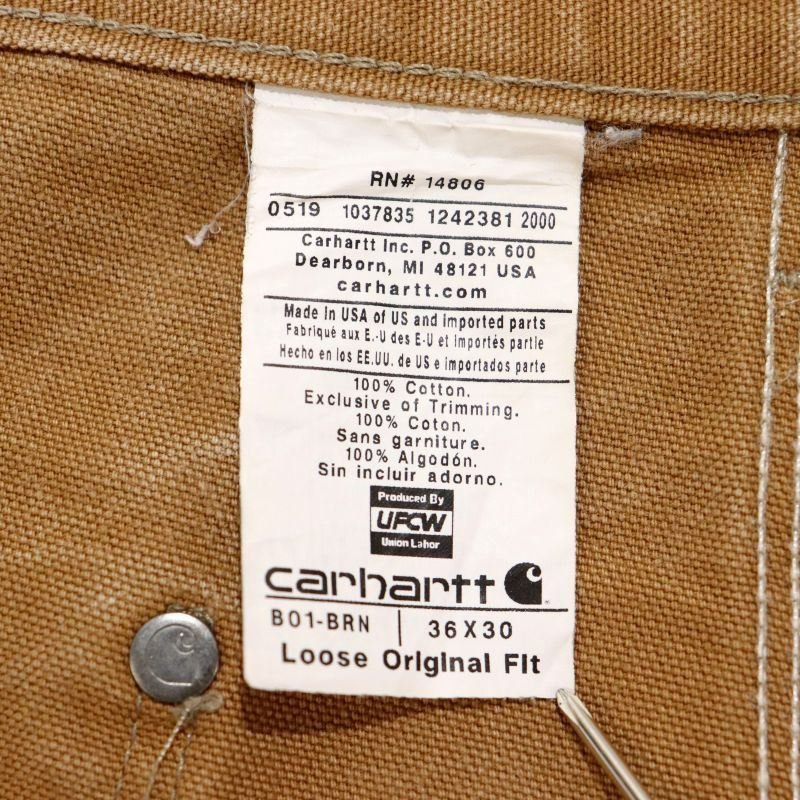 RN# 14806
0519 1037835 1242381 2000
Carhartt Inc. P.O. Box 600
Dearborn, MI 48121 USA
carhartt.com
Made In USA of US and imported parts
Fabriqué aux E.-U des E-U et importés partie
Hecho en los EE.UU. de US e importados parte
100% Cotton.
Exclusive of Trimming.
100% Coton.
Sans garniture.
100% Algodón.
Sin incluir adorno.
Produced By
UFCW
Union Labor
carhartt
B01-BRN | 36 X 30
Loose Original Fit